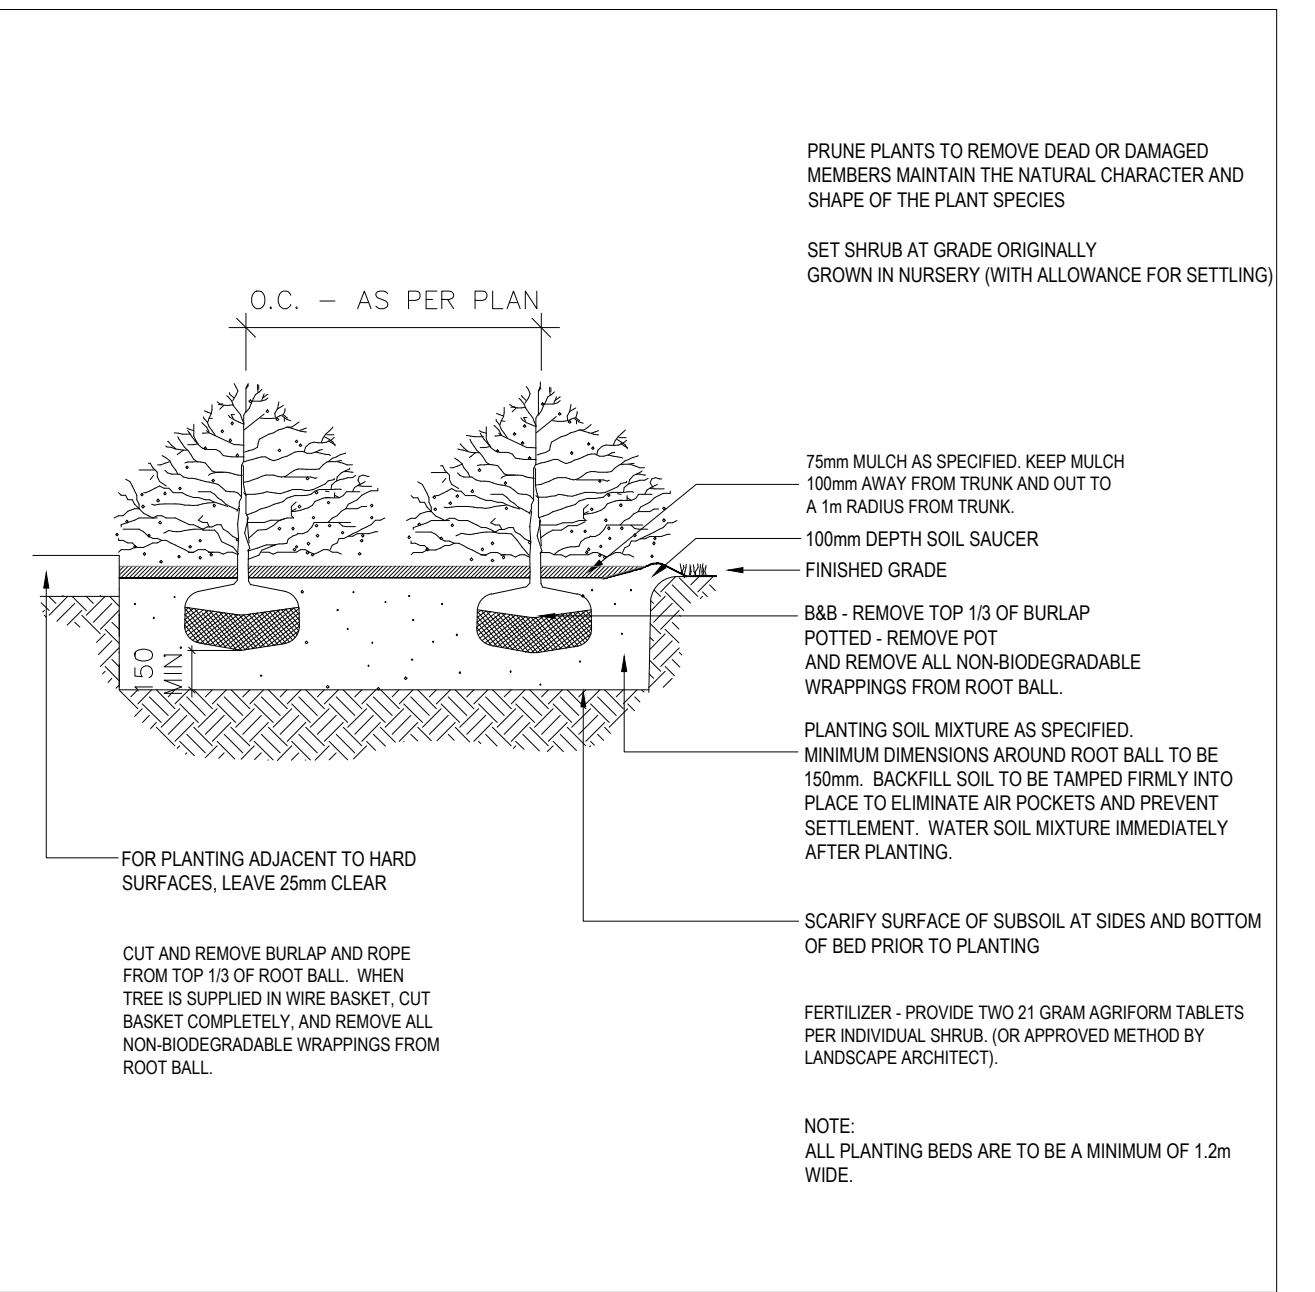 PRUNE PLANTS TO REMOVE DEAD OR DAMAGED
MEMBERS MAINTAIN THE NATURAL CHARACTER AND
SHAPE OF THE PLANT SPECIES
SET SHRUB AT GRADE ORIGINALLY
GROWN IN NURSERY (WITH ALLOWANCE FOR SETTLING)
O.C. - AS PER PLAN
75mm MULCH AS SPECIFIED. KEEP MULCH
100mm AWAY FROM TRUNK AND OUT TO
A 1m RADIUS FROM TRUNK.
100mm DEPTH SOIL SAUCER
FINISHED GRADE
B&B - REMOVE TOP 1/3 OF BURLAP
POTTED - REMOVE POT
AND REMOVE ALL NON-BIODEGRADABLE
WRAPPINGS FROM ROOT BALL.
150
MIN
PLANTING SOIL MIXTURE AS SPECIFIED.
MINIMUM DIMENSIONS AROUND ROOT BALL TO BE
150mm. BACKFILL SOIL TO BE TAMPED FIRMLY INTO
PLACE TO ELIMINATE AIR POCKETS AND PREVENT
SETTLEMENT. WATER SOIL MIXTURE IMMEDIATELY
AFTER PLANTING.
FOR PLANTING ADJACENT TO HARD
SURFACES, LEAVE 25mm CLEAR
SCARIFY SURFACE OF SUBSOIL AT SIDES AND BOTTOM
OF BED PRIOR TO PLANTING
CUT AND REMOVE BURLAP AND ROPE
FROM TOP 1/3 OF ROOT BALL. WHEN
TREE IS SUPPLIED IN WIRE BASKET, CUT
BASKET COMPLETELY, AND REMOVE ALL
NON-BIODEGRADABLE WRAPPINGS FROM
ROOT BALL.
FERTILIZER - PROVIDE TWO 21 GRAM AGRIFORM TABLETS
PER INDIVIDUAL SHRUB. (OR APPROVED METHOD BY
LANDSCAPE ARCHITECT).
NOTE:
ALL PLANTING BEDS ARE TO BE A MINIMUM OF 1.2m
WIDE.